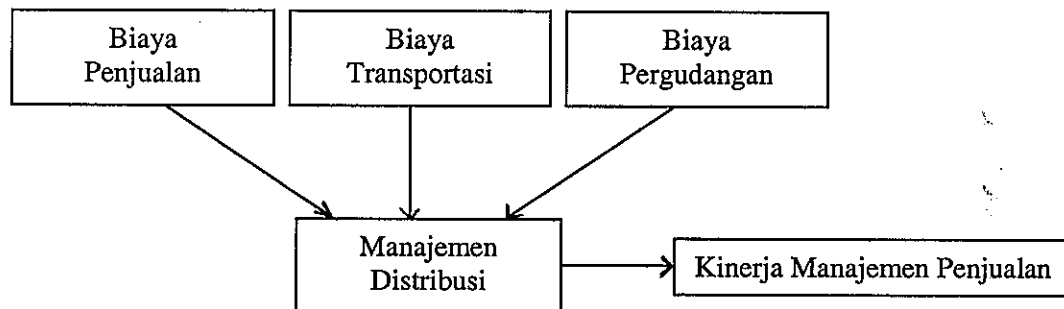 Biaya
Penjualan
Biaya
Transportasi
Biaya
Pergudangan
Manajemen
Distribusi
Kinerja Manajemen Penjualan